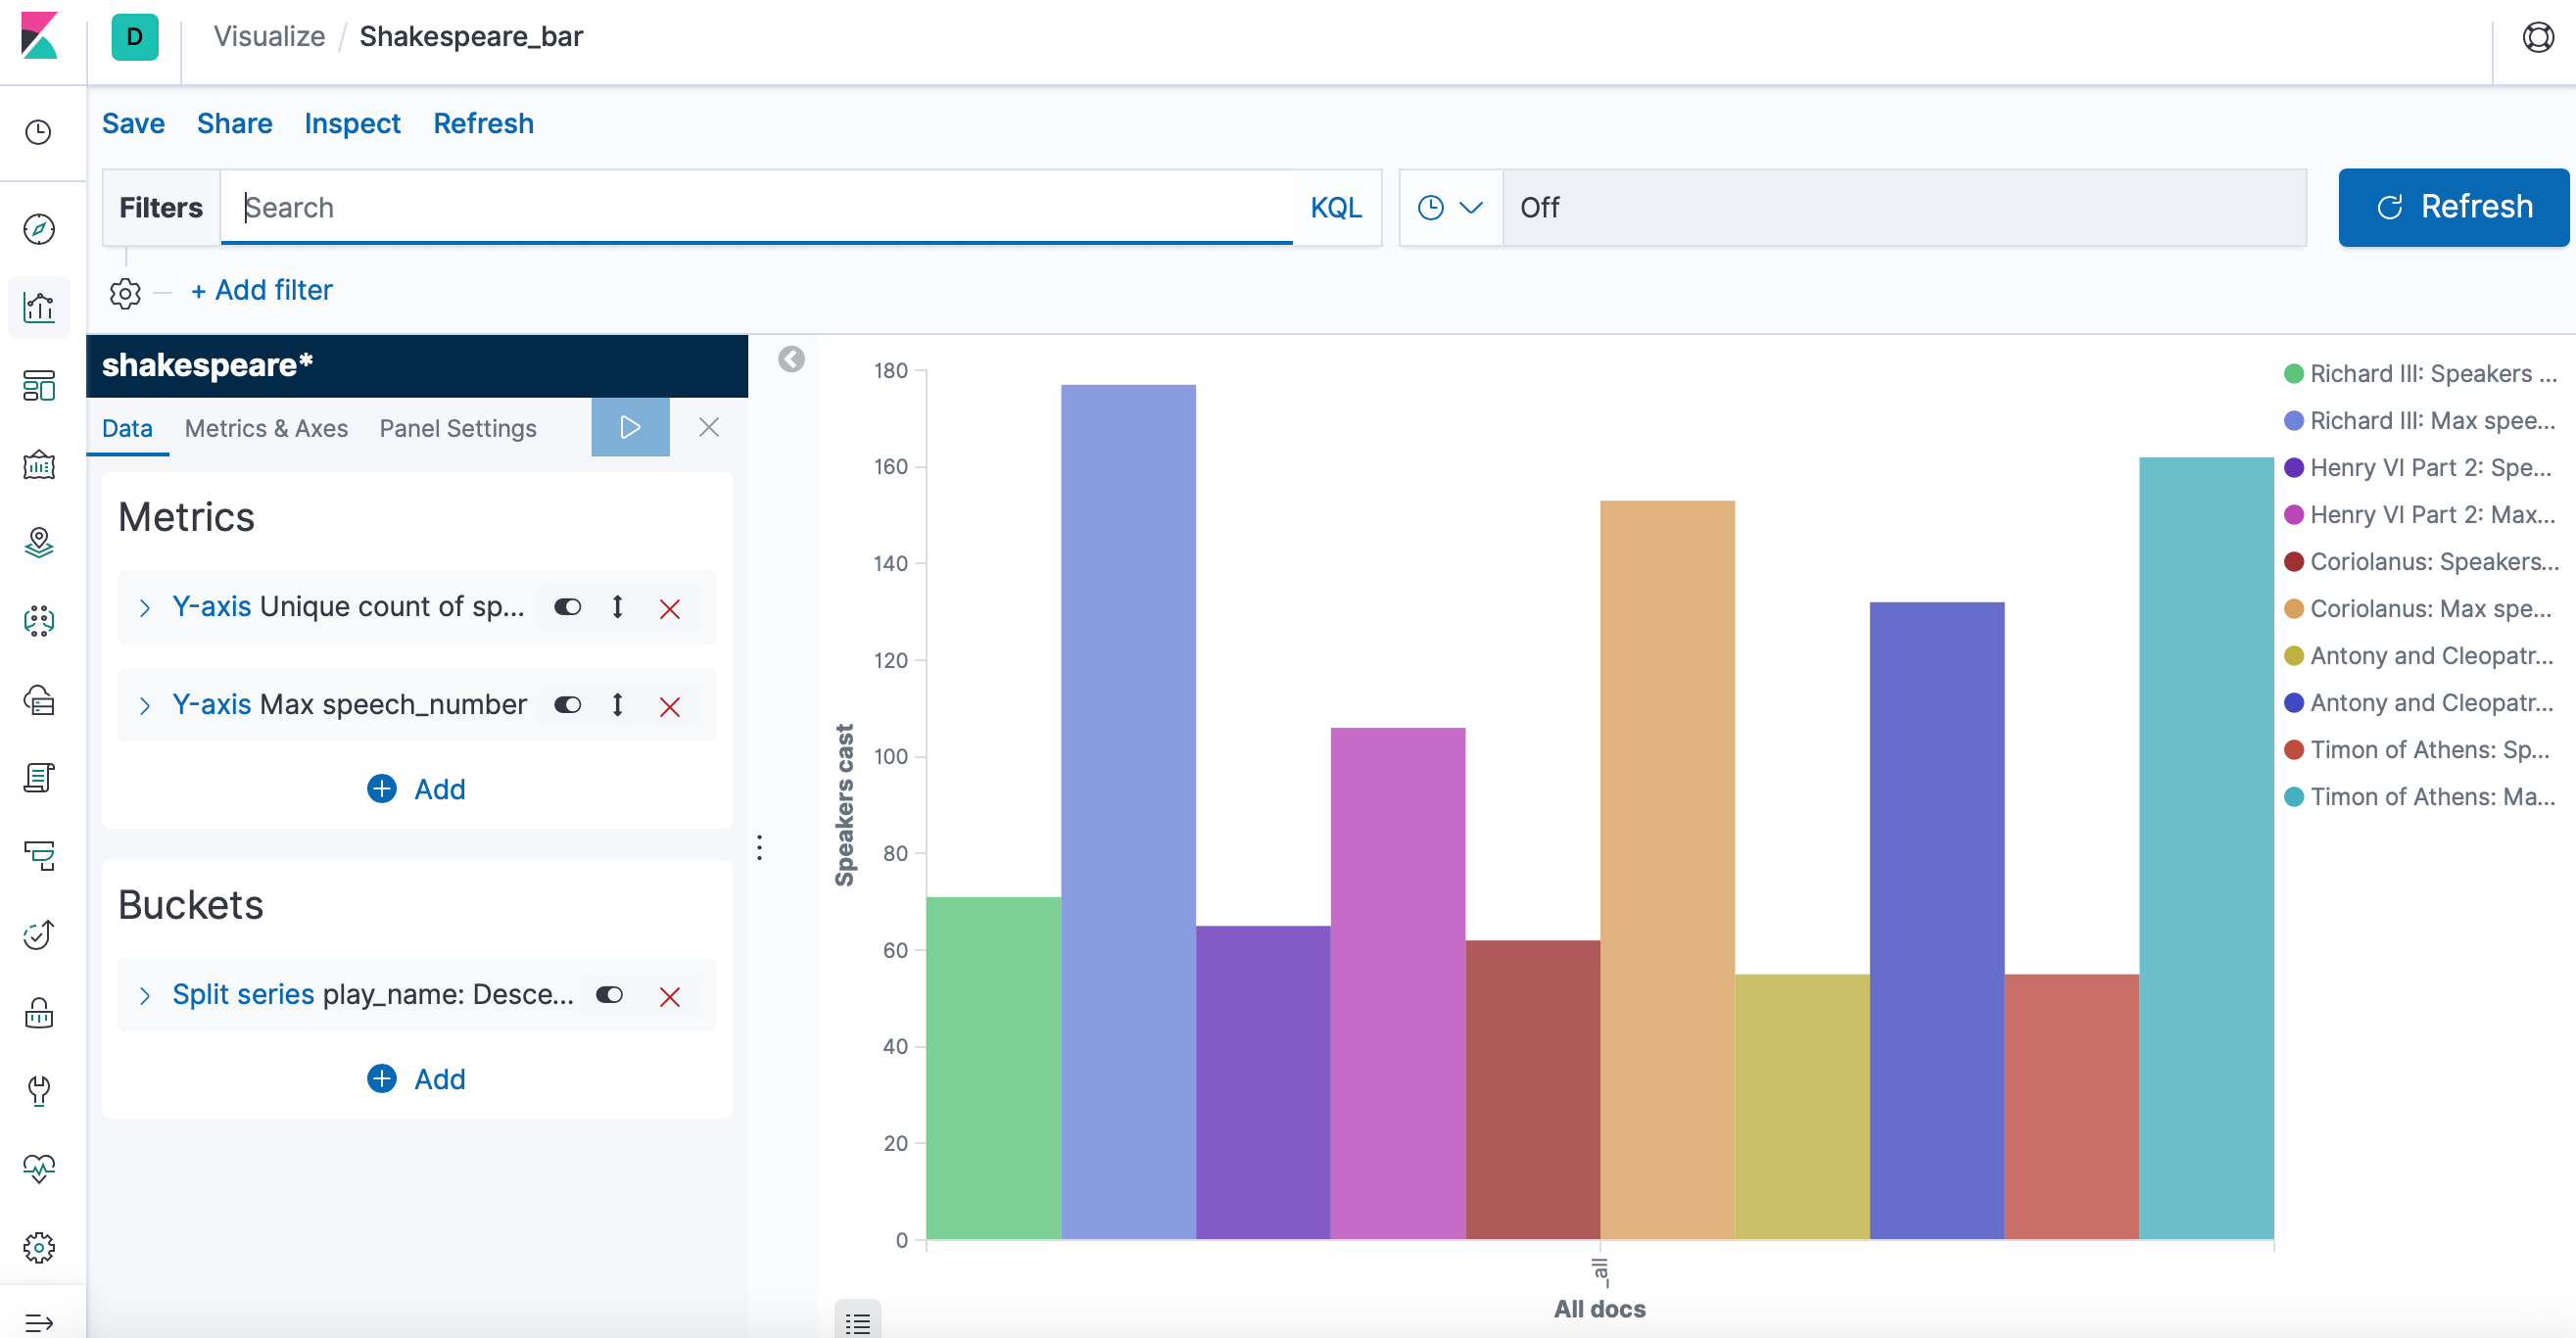 D Visualize / Shakespeare_bar
Save Share Inspect Refresh
Filters Search KQL Off Refresh
+ Add filter
shakespeare*
Data Metrics & Axes Panel Settings
Metrics
Y-axis Unique count of sp...
Y-axis Max speech_number
Add
Buckets
Split series play_name: Desce...
Add
Speakers cast
180
160
140
120
100
80
60
40
20
0
_all
All docs
Richard III: Speakers ...
Richard III: Max spee...
Henry VI Part 2: Spe...
Henry VI Part 2: Max...
Coriolanus: Speakers...
Coriolanus: Max spe...
Antony and Cleopatr...
Antony and Cleopatr...
Timon of Athens: Sp...
Timon of Athens: Ma...